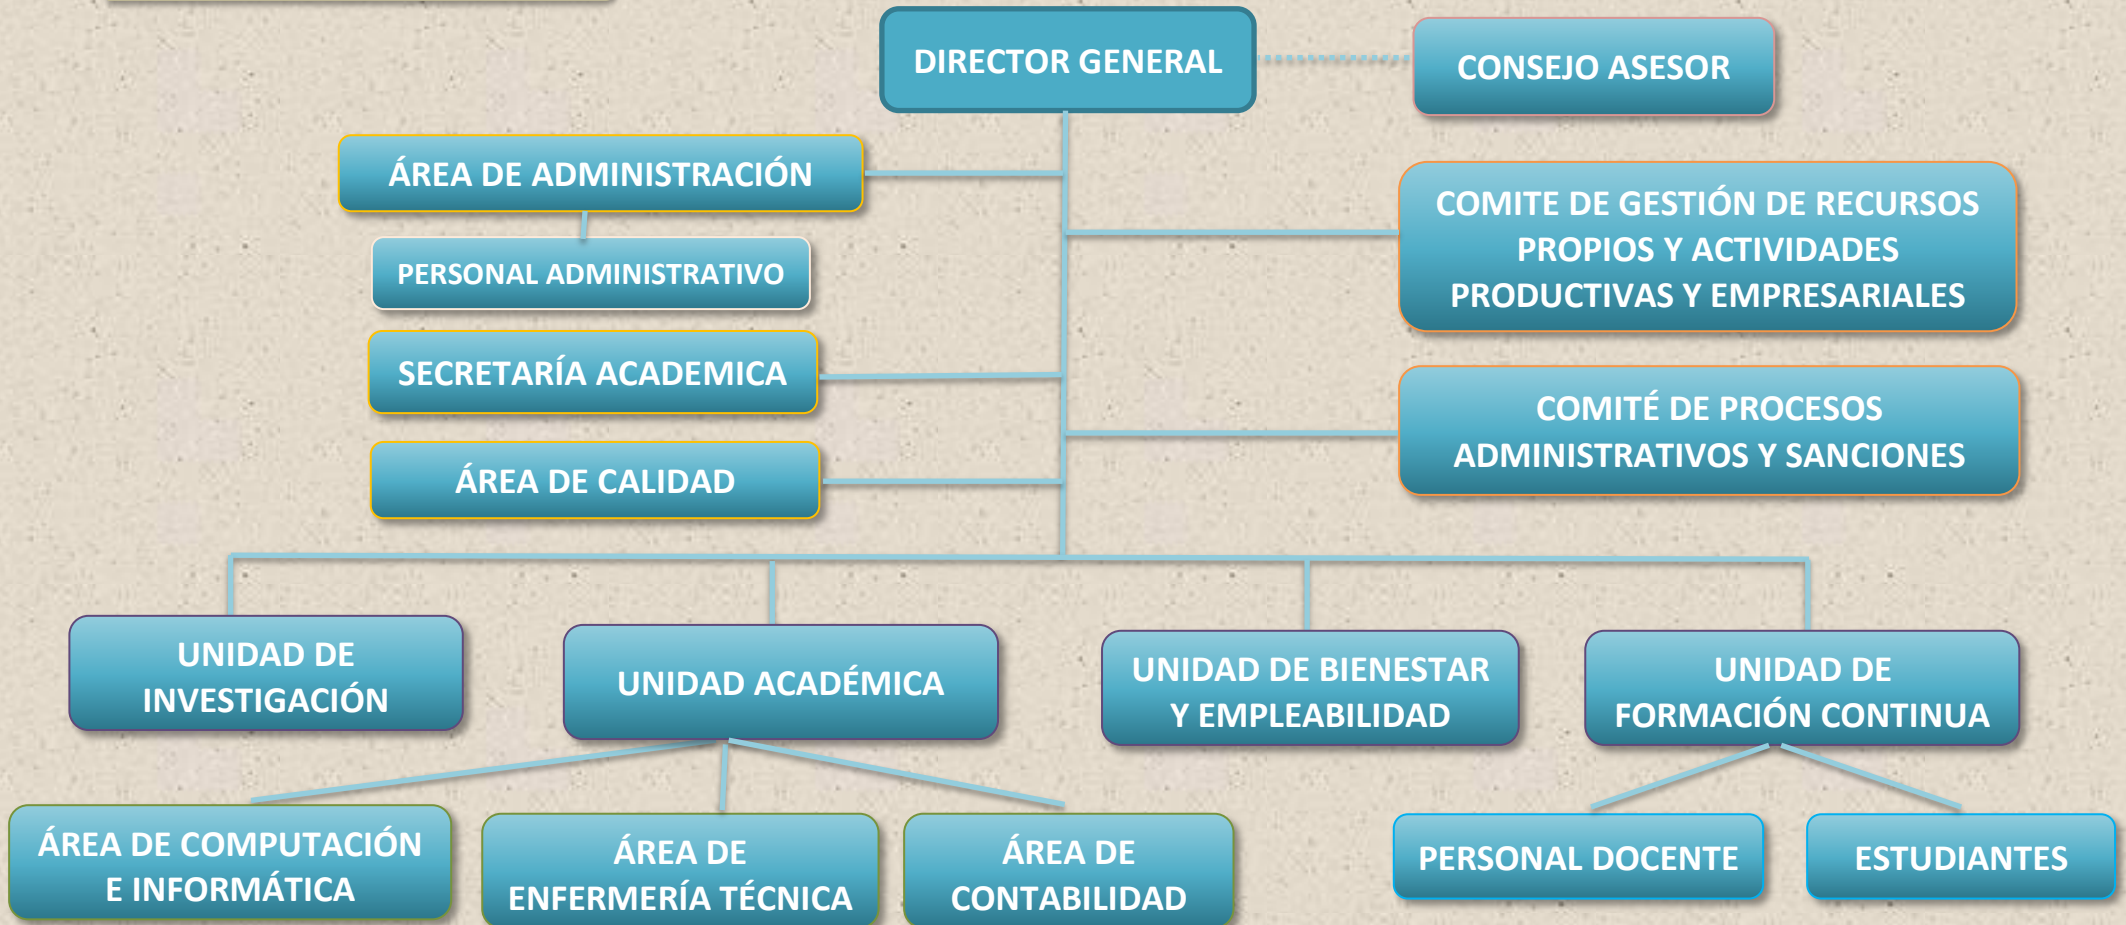 DIRECTOR GENERAL
CONSEJO ASESOR
ÁREA DE ADMINISTRACIÓN
PERSONAL ADMINISTRATIVO
COMITE DE GESTIÓN DE RECURSOS
PROPIOS Y ACTIVIDADES
PRODUCTIVAS Y EMPRESARIALES
SECRETARÍA ACADEMICA
COMITÉ DE PROCESOS
ADMINISTRATIVOS Y SANCIONES
ÁREA DE CALIDAD
UNIDAD DE
INVESTIGACIÓN
UNIDAD ACADÉMICA
UNIDAD DE BIENESTAR
Y EMPLEABILIDAD
UNIDAD DE
FORMACIÓN CONTINUA
ÁREA DE COMPUTACIÓN
E INFORMÁTICA
ÁREA DE
ENFERMERÍA TÉCNICA
ÁREA DE
CONTABILIDAD
PERSONAL DOCENTE
ESTUDIANTES